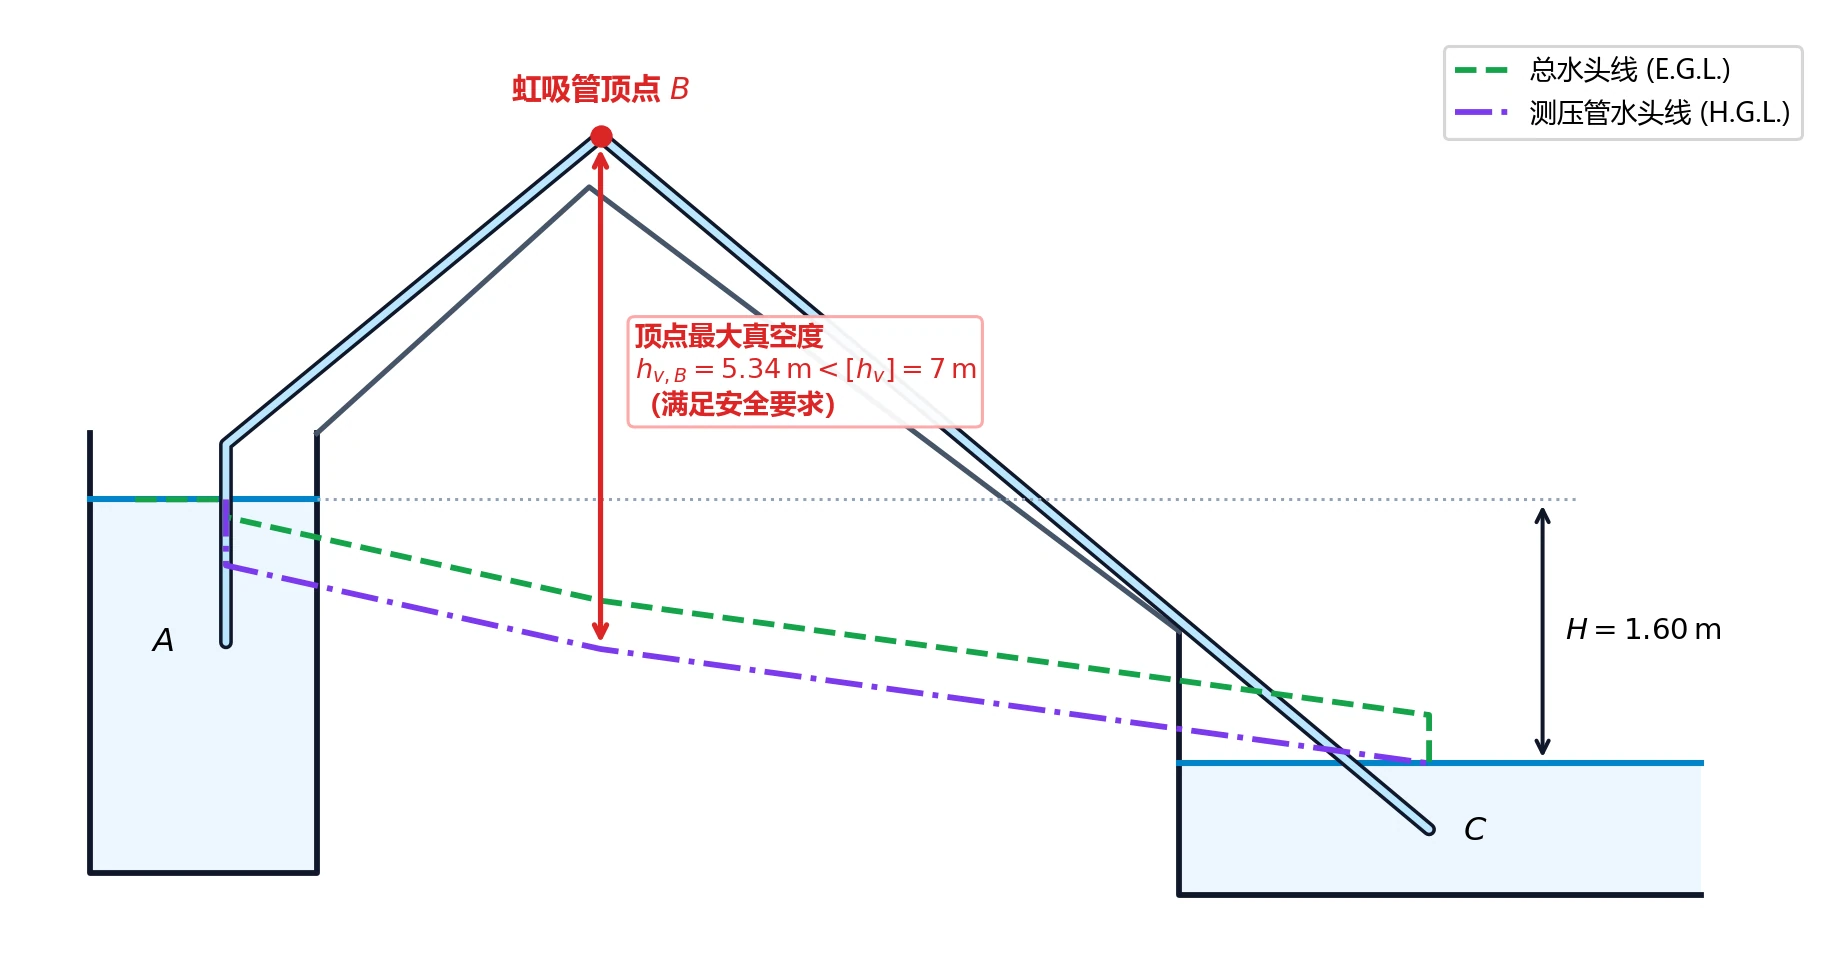 虹吸管顶点 B
总水头线 (E.G.L.)
测压管水头线 (H.G.L.)
顶点最大真空度
h_{v,B} = 5.34 m < [h_v] = 7 m
(满足安全要求)
A
H = 1.60 m
C